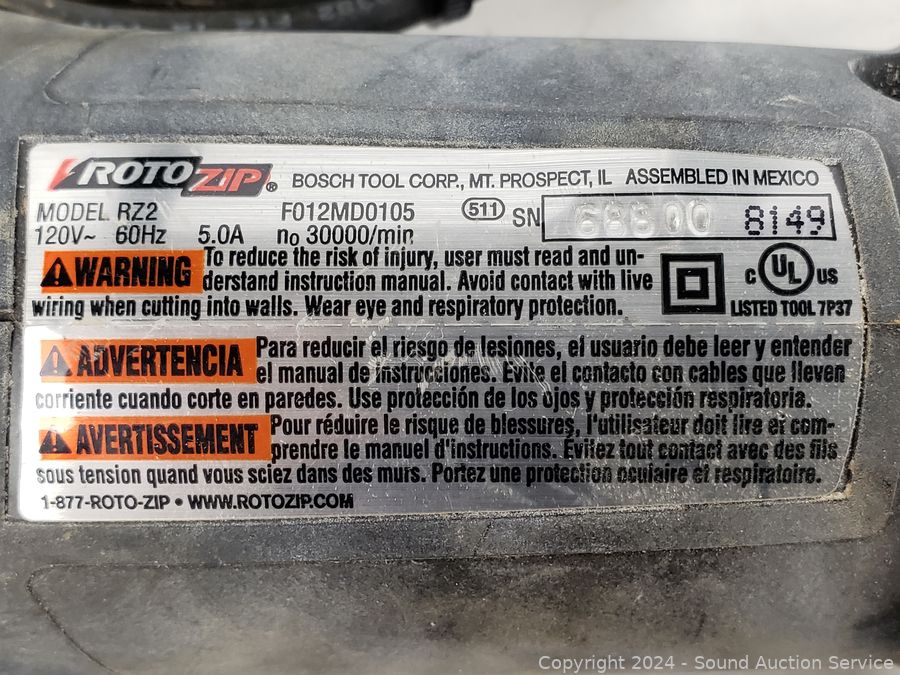 ROTOZIP® BOSCH TOOL CORP., MT. PROSPECT, IL ASSEMBLED IN MEXICO
MODEL RZ2 F012MD0105 511 SN 8149
120V~ 60Hz 5.0A no 30000/min
WARNING To reduce the risk of injury, user must read and un-
derstand instruction manual. Avoid contact with live
wiring when cutting into walls. Wear eye and respiratory protection.
C UL US
LISTED TOOL 7P37
ADVERTENCIA Para reducir el riesgo de lesiones, el usuario debe leer y entender
el manual de instrucciones. Evite el contacto con cables que lleven
corriente cuando corte en paredes. Use protección de los ojos y protección respiratoria.
AVERTISSEMENT Pour réduire le risque de blessures, l'utilisateur doit lire et com-
prendre le manuel d'instructions. Évitez tout contact avec des fils
sous tension quand vous sciez dans des murs. Portez une protection oculaire et respiratoire.
1-877-ROTO-ZIP • WWW.ROTOZIP.COM
Copyright 2024 - Sound Auction Service